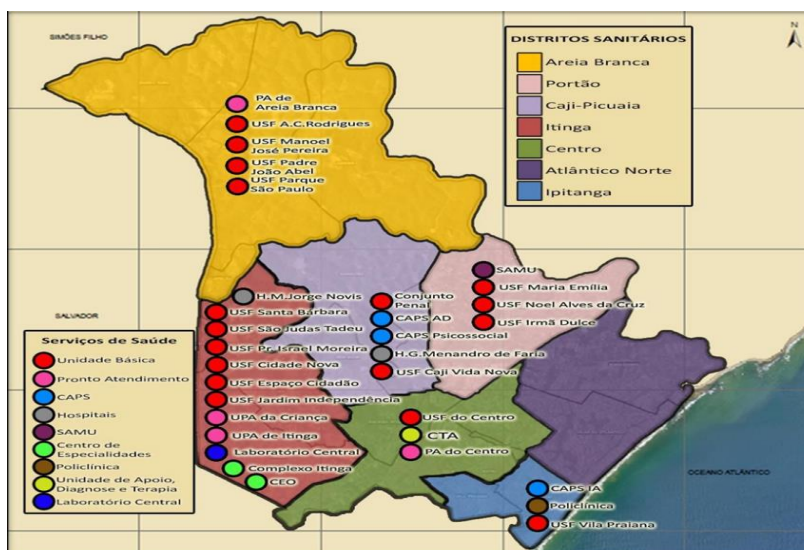 SIMÕES FILHO
N
DISTRITOS SANITÁRIOS
Areia Branca
Portão
Caji-Picuaia
Itinga
Centro
Atlântico Norte
Ipitanga
PA de
Areia Branca
USF A.C.Rodrigues
USF Manoel
José Pereira
USF Padre
João Abel
USF Parque
São Paulo
SALVADOR
H.M.Jorge Novis
USF Santa Bárbara
USF São Judas Tadeu
USF Pr.Israel Moreira
USF Cidade Nova
USF Espaço Cidadão
USF Jardim Independência
UPA da Criança
UPA de Itinga
Laboratório Central
Complexo Itinga
CEO
Conjunto
Penal
CAPS AD
CAPS Psicossocial
H.G.Menandro de Faria
USF Caji Vida Nova
SAMU
USF Maria Emília
USF Noel Alves da Cruz
USF Irmã Dulce
USF do Centro
CTA
PA do Centro
CAPS IA
Policlínica
USF Vila Praiana
OCEANO ATLÂNTICO
Serviços de Saúde
Unidade Básica
Pronto Atendimento
CAPS
Hospitais
SAMU
Centro de
Especialidades
Policlínica
Unidade de Apoio,
Diagnose e Terapia
Laboratório Central